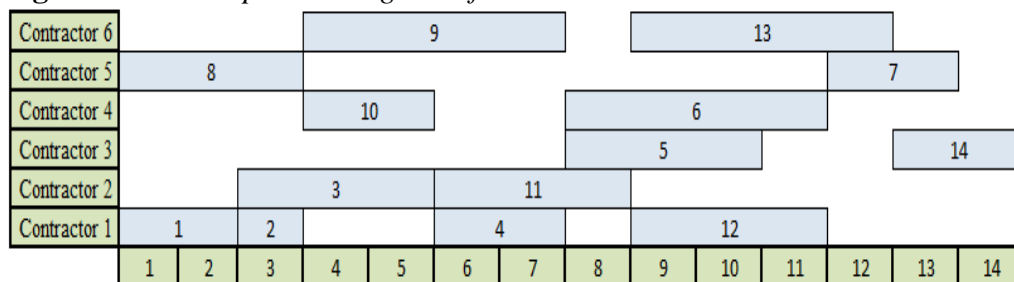 Contractor 6 9 13
Contractor 5 8 7
Contractor 4 10 6
Contractor 3 5 14
Contractor 2 3 11
Contractor 1 1 2 4 12
1 2 3 4 5 6 7 8 9 10 11 12 13 14